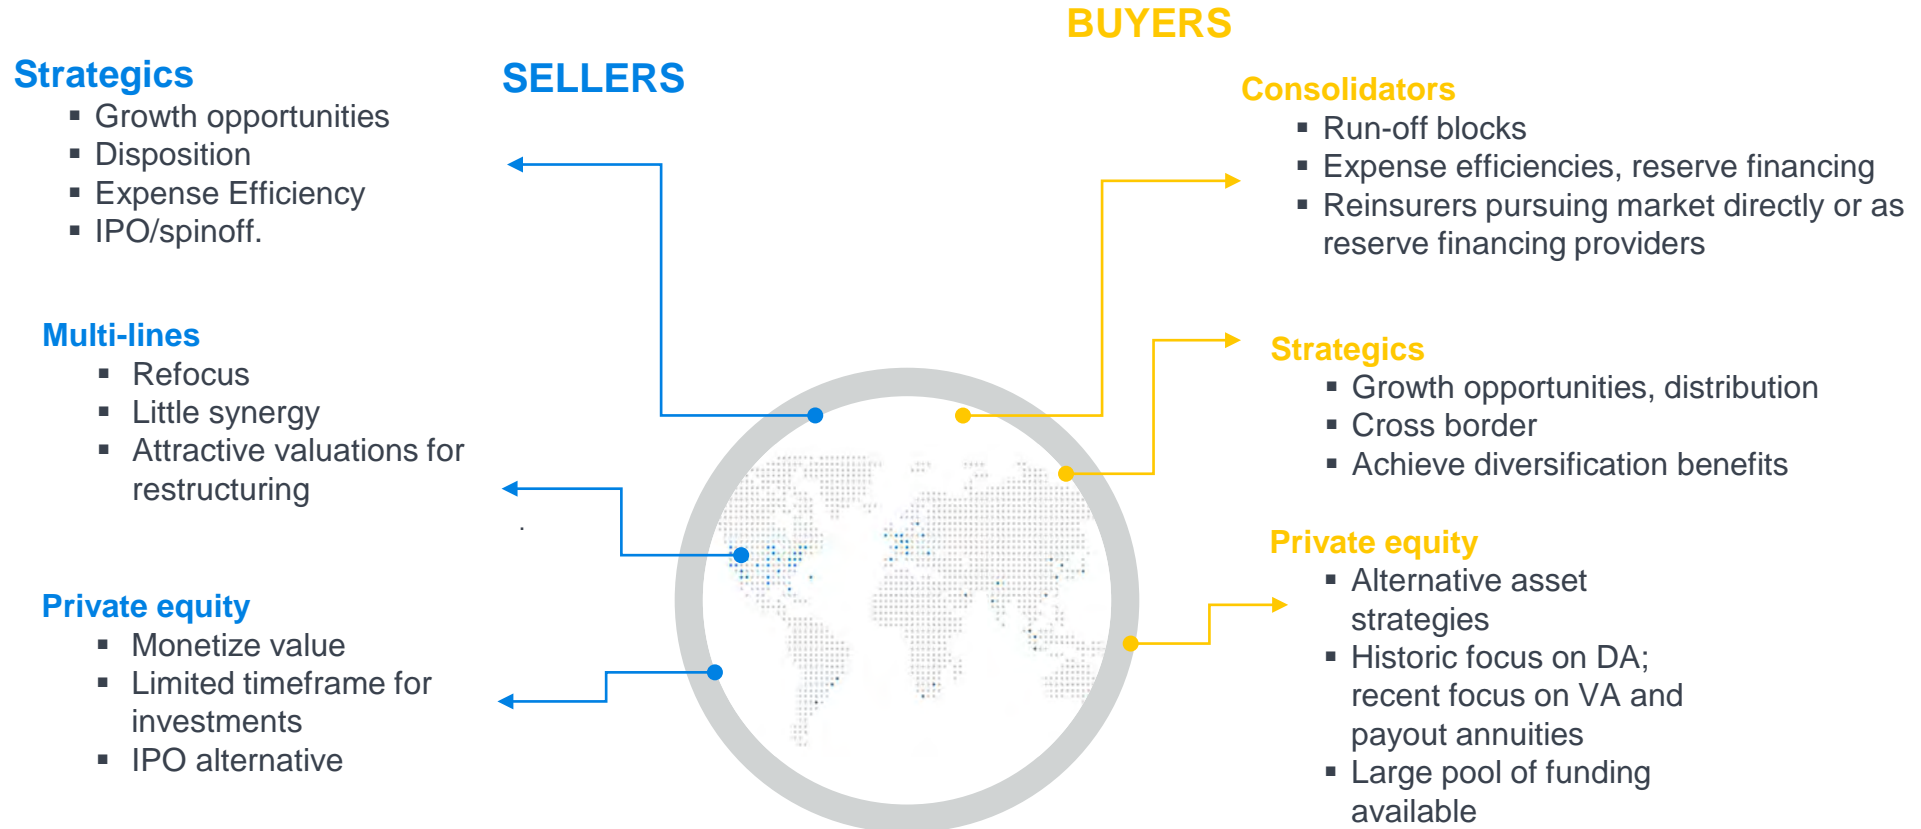 SELLERS
Strategics
▪ Growth opportunities
▪ Disposition
▪ Expense Efficiency
▪ IPO/spinoff.
Multi-lines
▪ Refocus
▪ Little synergy
▪ Attractive valuations for
restructuring
.
Private equity
▪ Monetize value
▪ Limited timeframe for
investments
▪ IPO alternative
BUYERS
Consolidators
▪ Run-off blocks
▪ Expense efficiencies, reserve financing
▪ Reinsurers pursuing market directly or as
reserve financing providers
Strategics
▪ Growth opportunities, distribution
▪ Cross border
▪ Achieve diversification benefits
Private equity
▪ Alternative asset
strategies
▪ Historic focus on DA;
recent focus on VA and
payout annuities
▪ Large pool of funding
available